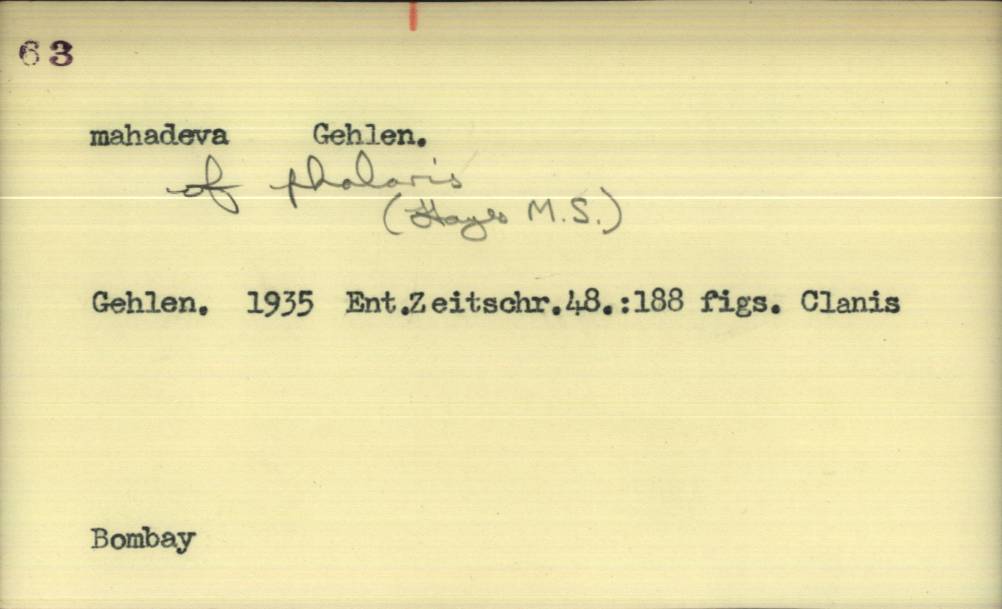 63
mahadeva Gehlen.
of phalaris
(Hayes M.S.)
Gehlen. 1935 Ent.Zeitschr.48.:188 figs. Clanis
Bombay